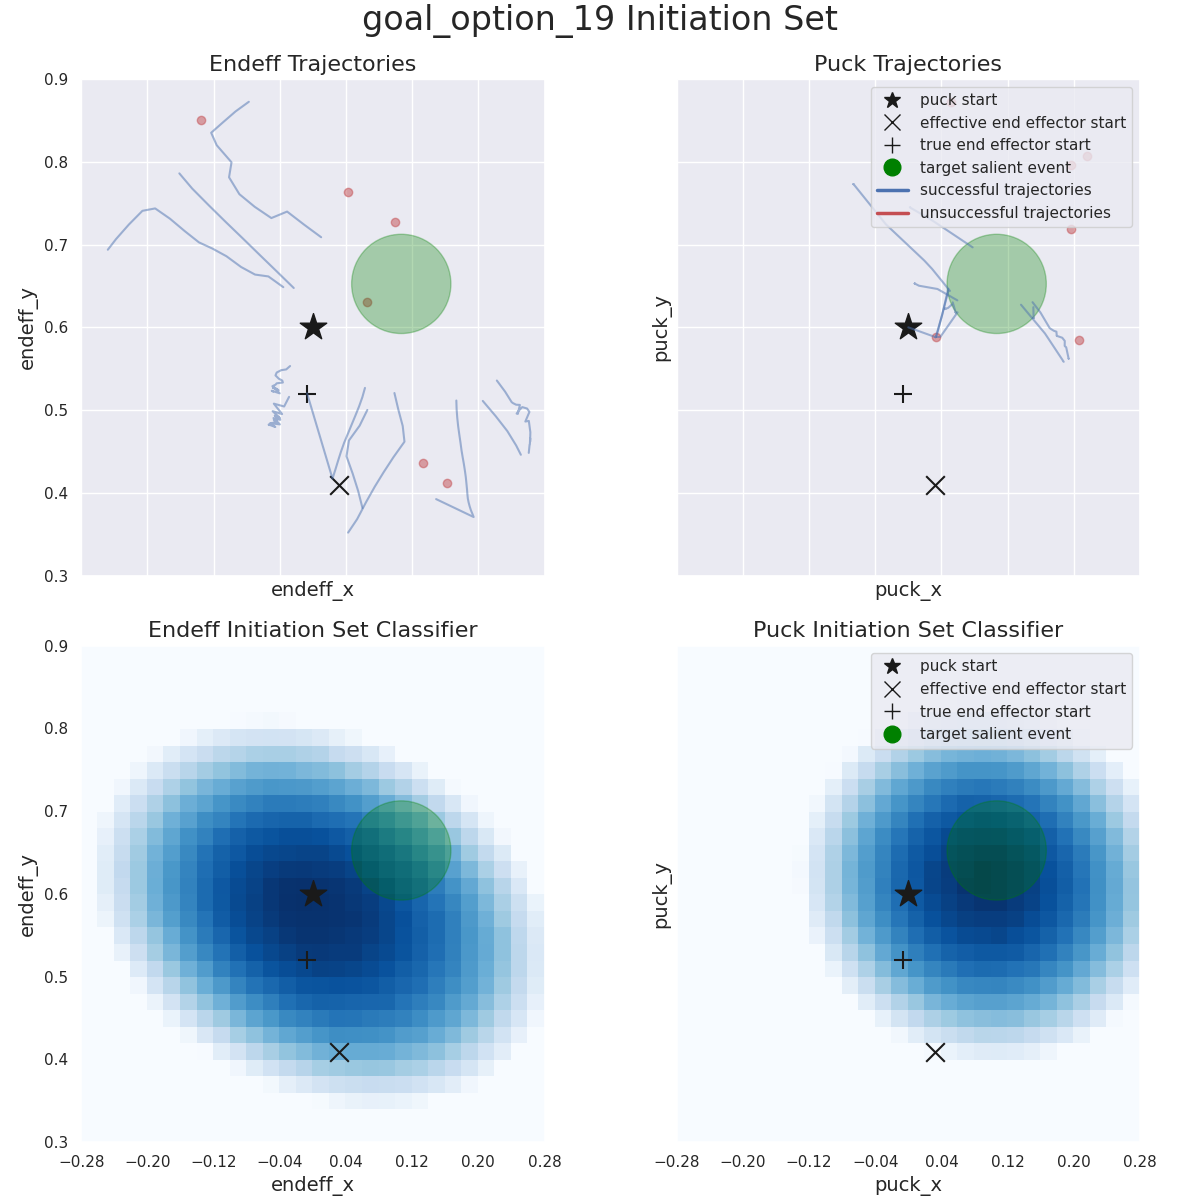 goal_option_19 Initiation Set
Endeff Trajectories
0.9
0.8
0.7
0.6
0.5
0.4
0.3
endeff_y
endeff_x
Puck Trajectories
puck start
effective end effector start
true end effector start
target salient event
successful trajectories
unsuccessful trajectories
puck_y
puck_x
Endeff Initiation Set Classifier
0.9
0.8
0.7
0.6
0.5
0.4
0.3
endeff_y
−0.28 −0.20 −0.12 −0.04 0.04 0.12 0.20 0.28
endeff_x
Puck Initiation Set Classifier
puck start
effective end effector start
true end effector start
target salient event
puck_y
−0.28 −0.20 −0.12 −0.04 0.04 0.12 0.20 0.28
puck_x